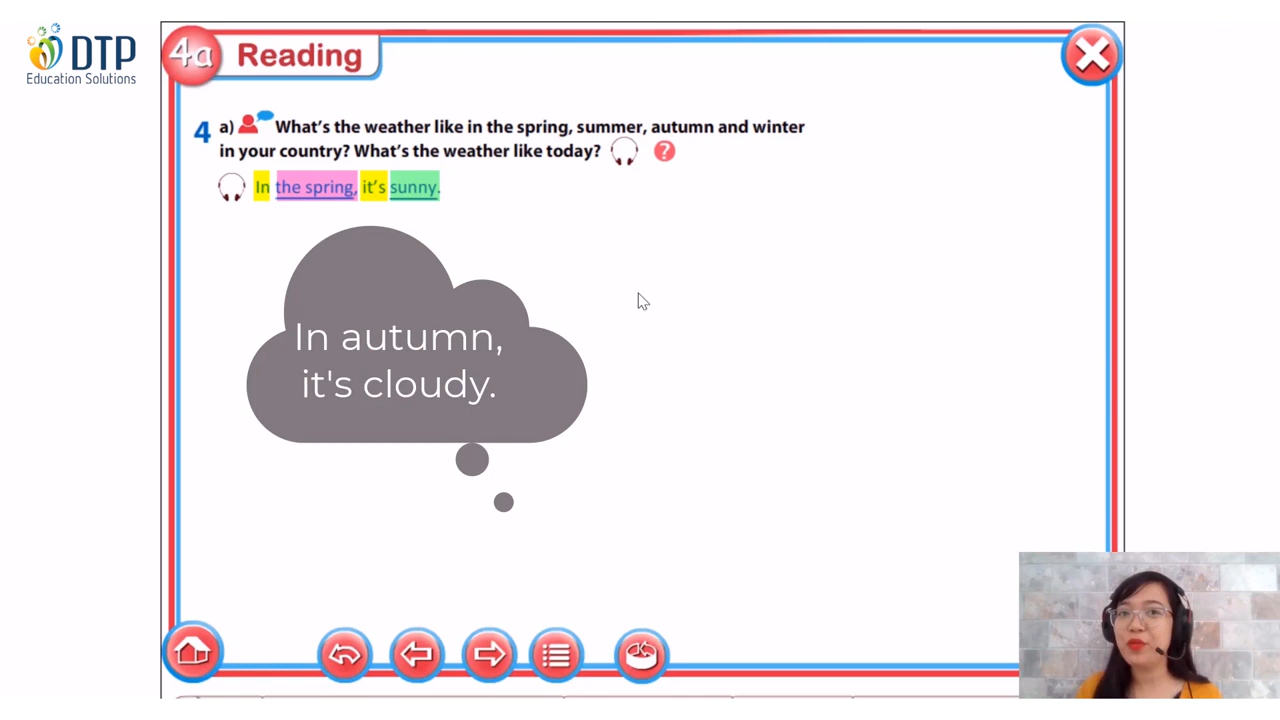 DTP
Education Solutions
4a Reading
4 a) What's the weather like in the spring, summer, autumn and winter
in your country? What's the weather like today? ?
In the spring, it's sunny.
In autumn,
it's cloudy.